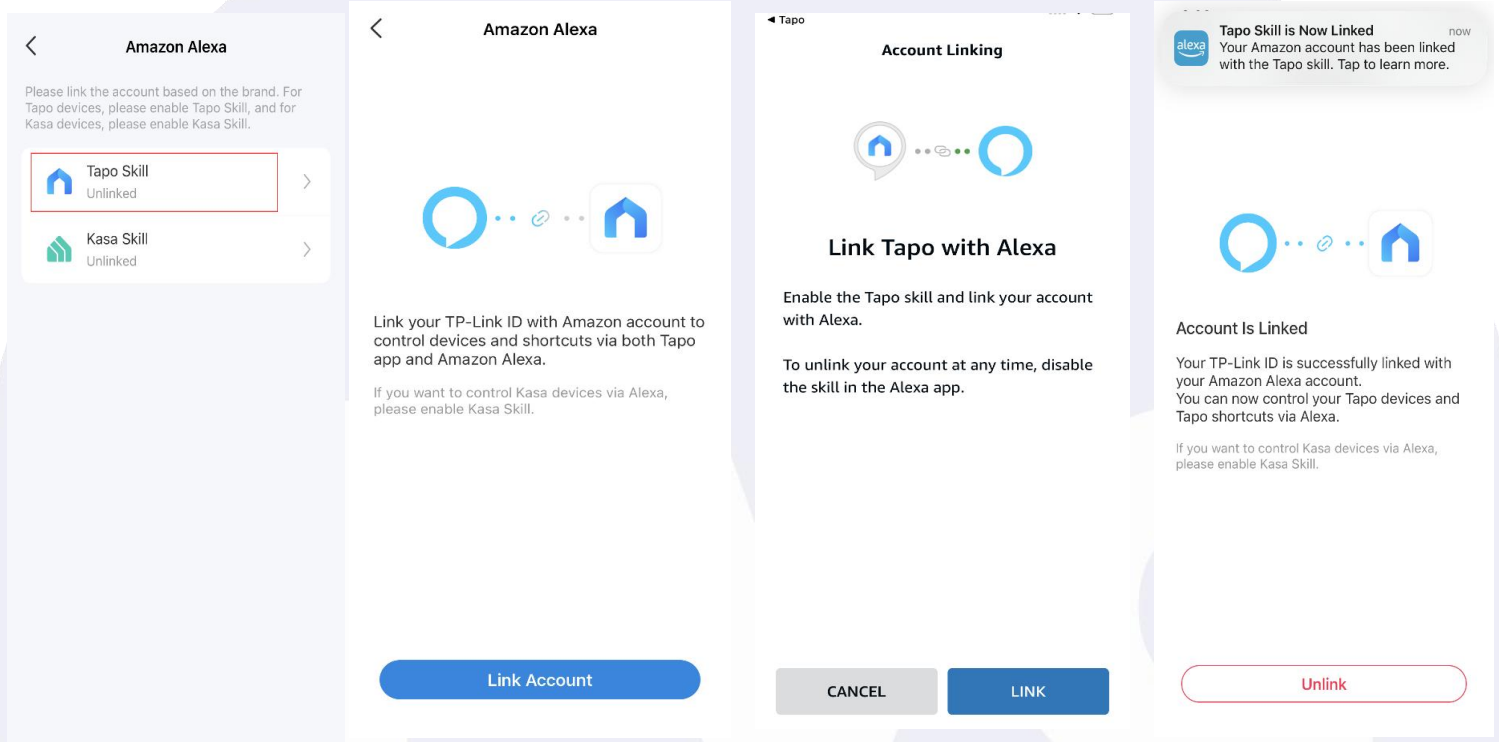 Amazon Alexa
Please link the account based on the brand. For
Tapo devices, please enable Tapo Skill, and for
Kasa devices, please enable Kasa Skill.
Tapo Skill
Unlinked
Kasa Skill
Unlinked
Amazon Alexa
Link your TP-Link ID with Amazon account to
control devices and shortcuts via both Tapo
app and Amazon Alexa.
If you want to control Kasa devices via Alexa,
please enable Kasa Skill.
Link Account
◀ Tapo
Account Linking
Link Tapo with Alexa
Enable the Tapo skill and link your account
with Alexa.
To unlink your account at any time, disable
the skill in the Alexa app.
CANCEL
LINK
alexa
Tapo Skill is Now Linked
now
Your Amazon account has been linked
with the Tapo skill. Tap to learn more.
Account Is Linked
Your TP-Link ID is successfully linked with
your Amazon Alexa account.
You can now control your Tapo devices and
Tapo shortcuts via Alexa.
If you want to control Kasa devices via Alexa,
please enable Kasa Skill.
Unlink